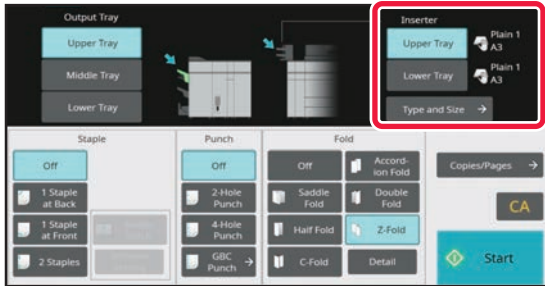 Output Tray
Upper Tray
Middle Tray
Lower Tray
Inserter
Upper Tray
Plain 1
A3
Lower Tray
Plain 1
A3
Type and Size
Staple
Off
1 Staple
at Back
1 Staple
at Front
2 Staples
Punch
Off
2-Hole
Punch
4-Hole
Punch
GBC
Punch
Fold
Off
Accord-
ion Fold
Saddle
Fold
Double
Fold
Half Fold
Z-Fold
C-Fold
Detail
Copies/Pages
CA
Start